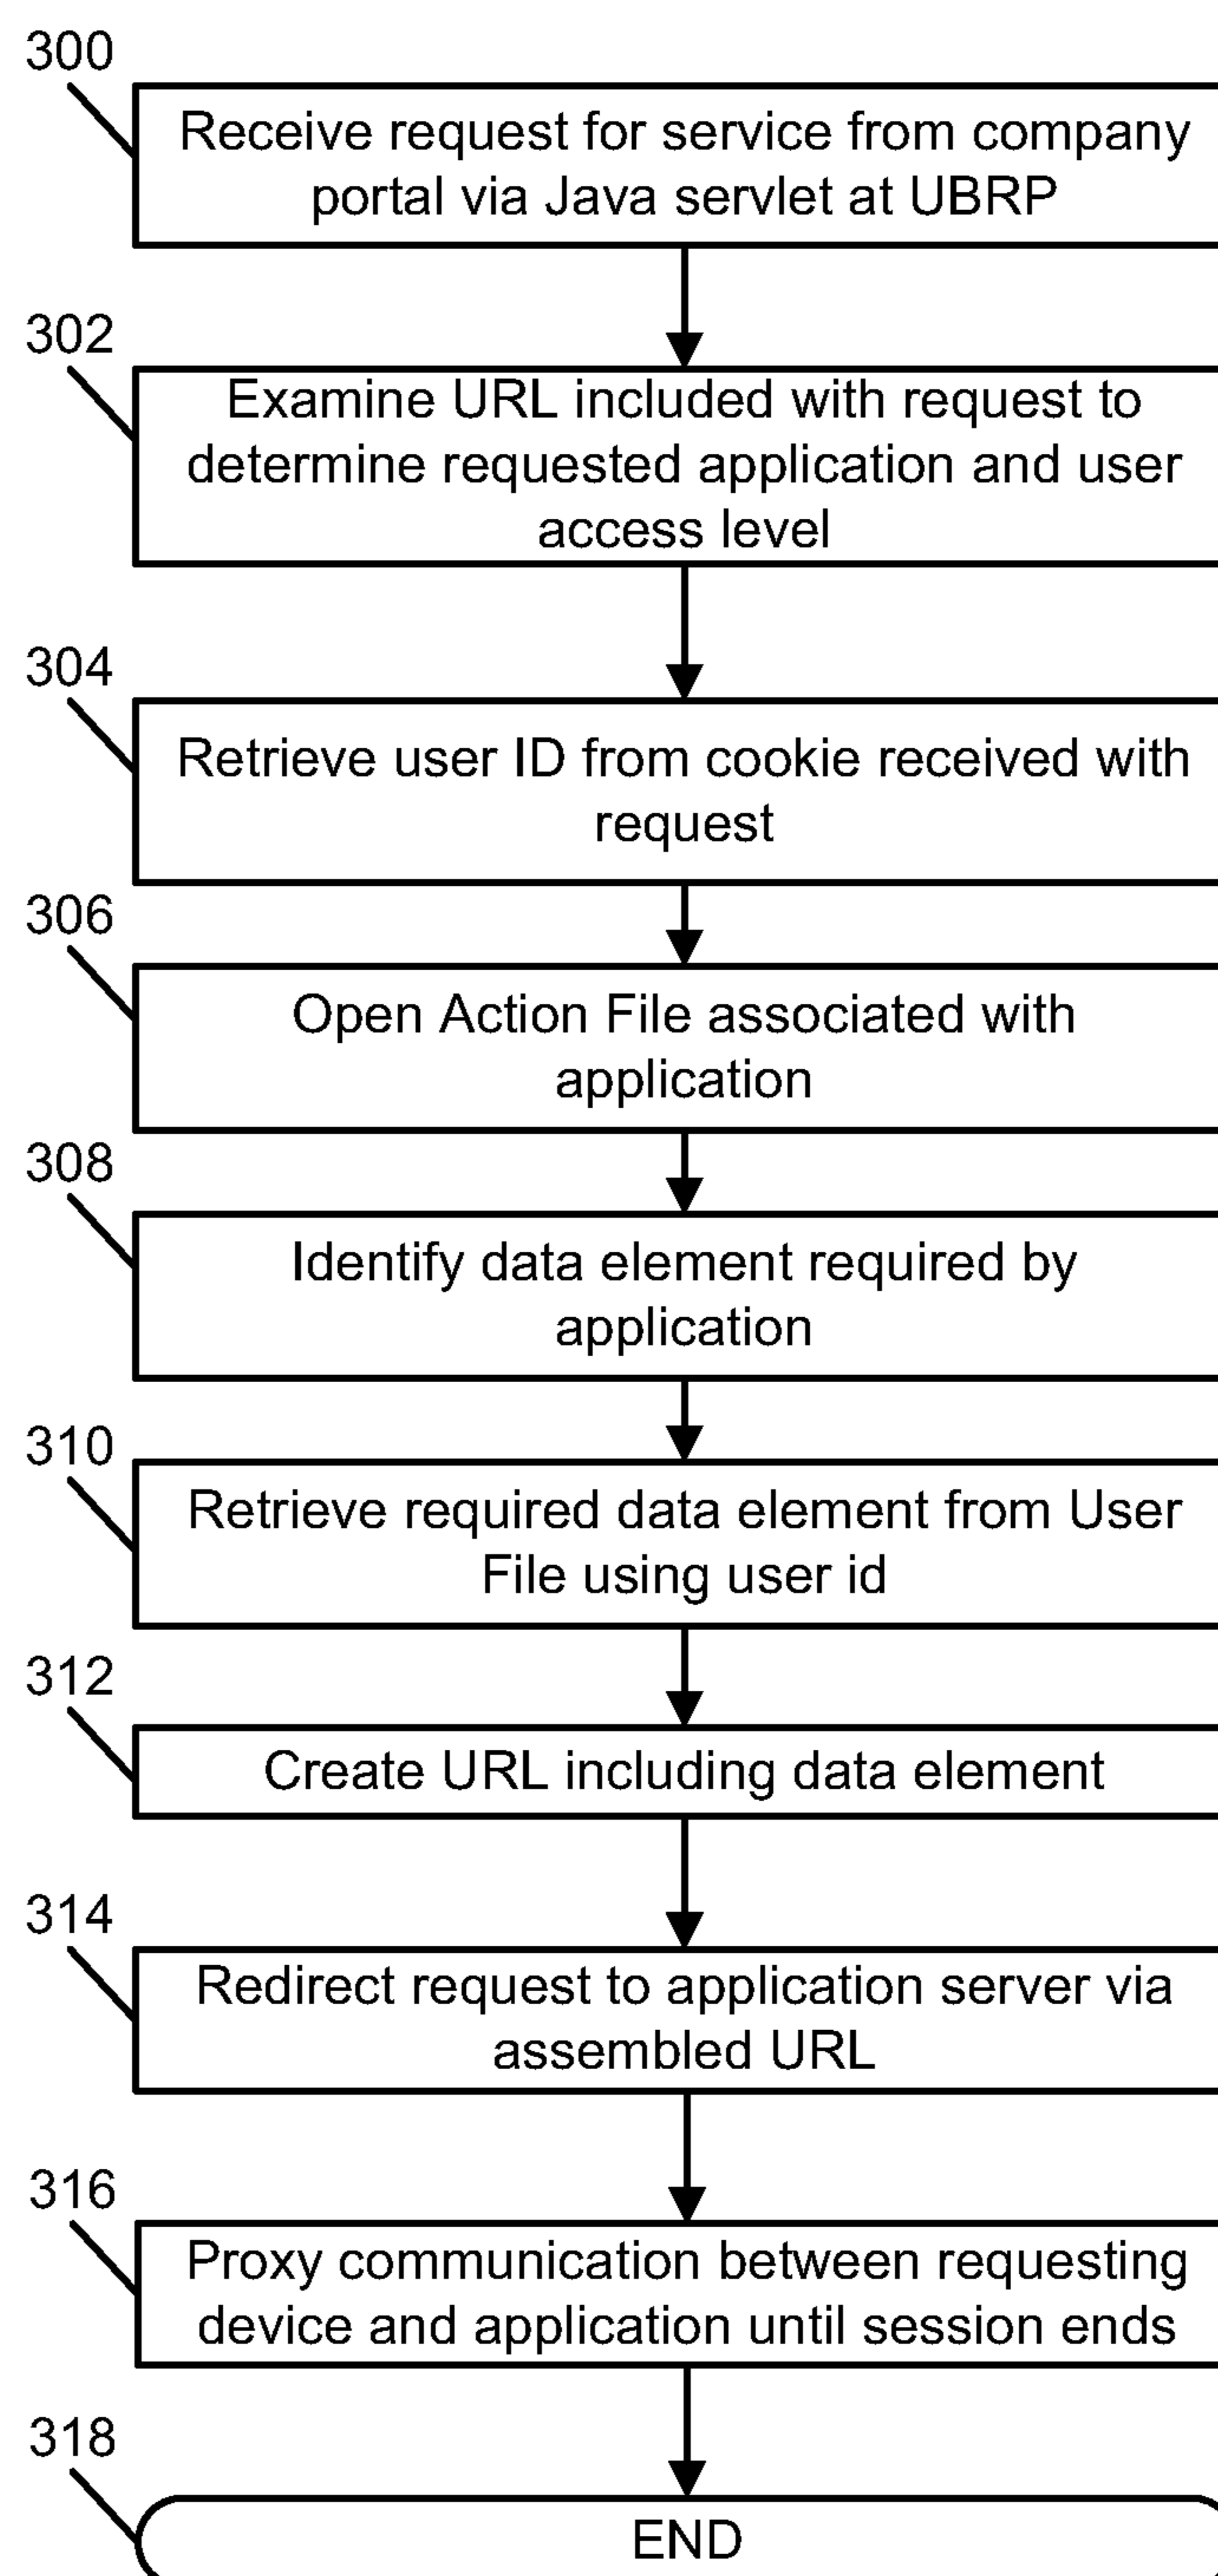 300
Receive request for service from company
portal via Java servlet at UBRP
302
Examine URL included with request to
determine requested application and user
access level
304
Retrieve user ID from cookie received with
request
306
Open Action File associated with
application
308
Identify data element required by
application
310
Retrieve required data element from User
File using user id
312
Create URL including data element
314
Redirect request to application server via
assembled URL
316
Proxy communication between requesting
device and application until session ends
318
END